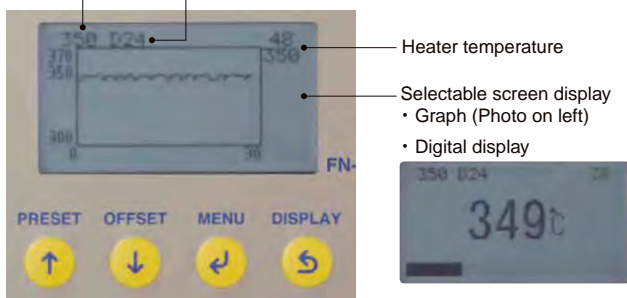 350 D24 48
370 350
350
300
0 30
FN-
PRESET OFFSET MENU DISPLAY
Heater temperature
Selectable screen display
・Graph (Photo on left)
・Digital display
350 D24
349℃